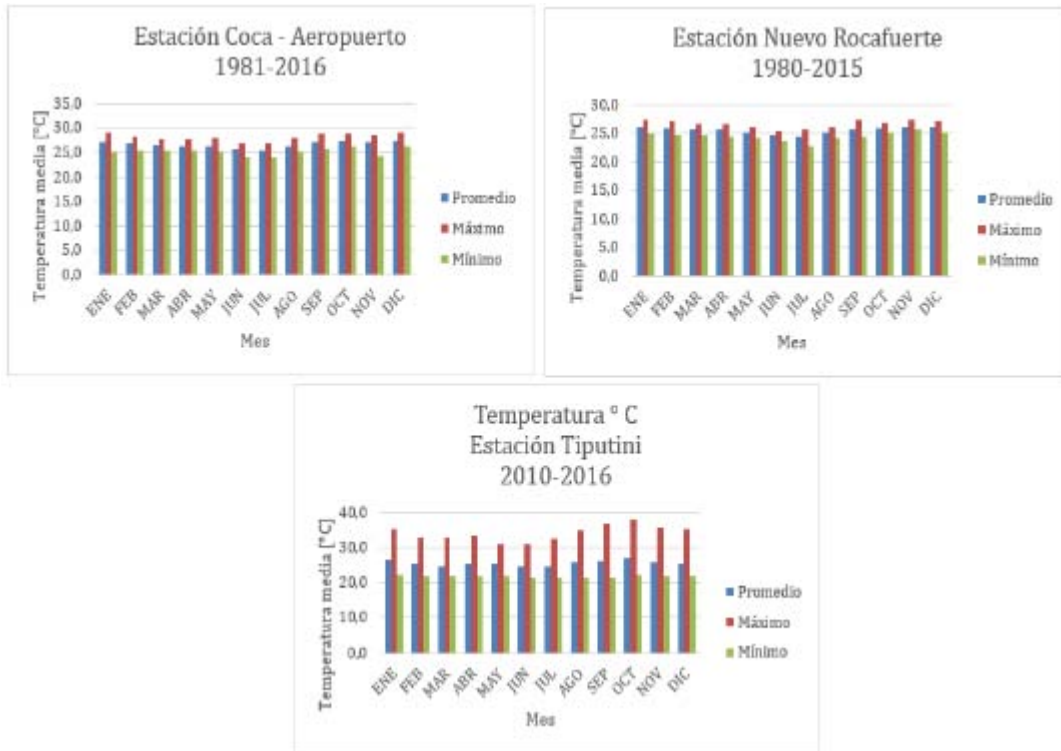 Estación Coca - Aeropuerto
1981-2016
Temperatura media [°C]
35,0
30,0
25,0
20,0
15,0
10,0
5,0
0,0
ENE
FEB
MAR
ABR
MAY
JUN
JUL
AGO
SEP
OCT
NOV
DIC
Mes
Promedio
Máximo
Mínimo
Estación Nuevo Rocafuerte
1980-2015
Temperatura media [°C]
30,0
25,0
20,0
15,0
10,0
5,0
0,0
ENE
FEB
MAR
ABR
MAY
JUN
JUL
AGO
SEP
OCT
NOV
DIC
Mes
Promedio
Máximo
Mínimo
Temperatura ° C
Estación Tiputini
2010-2016
Temperatura media [°C]
40,0
30,0
20,0
10,0
0,0
ENE
FEB
MAR
ABR
MAY
JUN
JUL
AGO
SEP
OCT
NOV
DIC
Mes
Promedio
Máximo
Mínimo